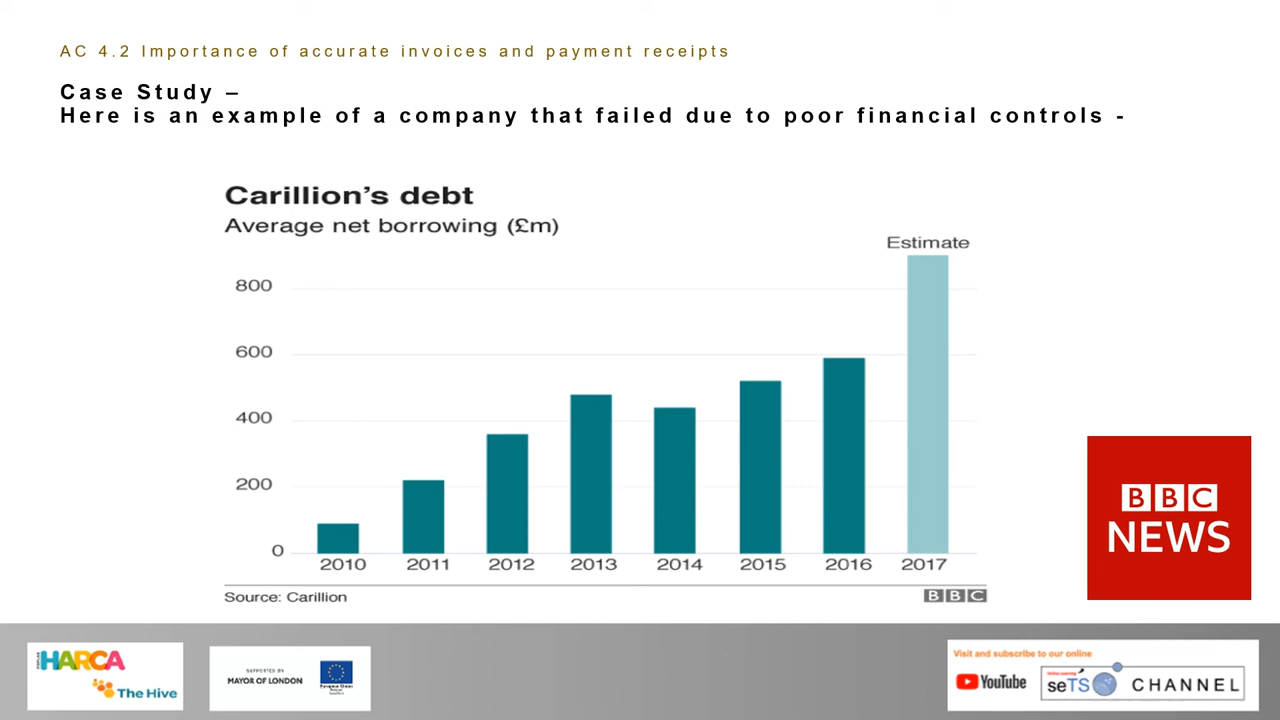 AC 4.2 Importance of accurate invoices and payment receipts
Case Study –
Here is an example of a company that failed due to poor financial controls -
Carillion's debt
Average net borrowing (£m)
Estimate
800
600
400
200
0
2010 2011 2012 2013 2014 2015 2016 2017
Source: Carillion
BBC
BBC
NEWS
HARCA
The Hive
SUPPORTED BY
MAYOR OF LONDON
Visit and subscribe to our online
YouTube
seTS
CHANNEL